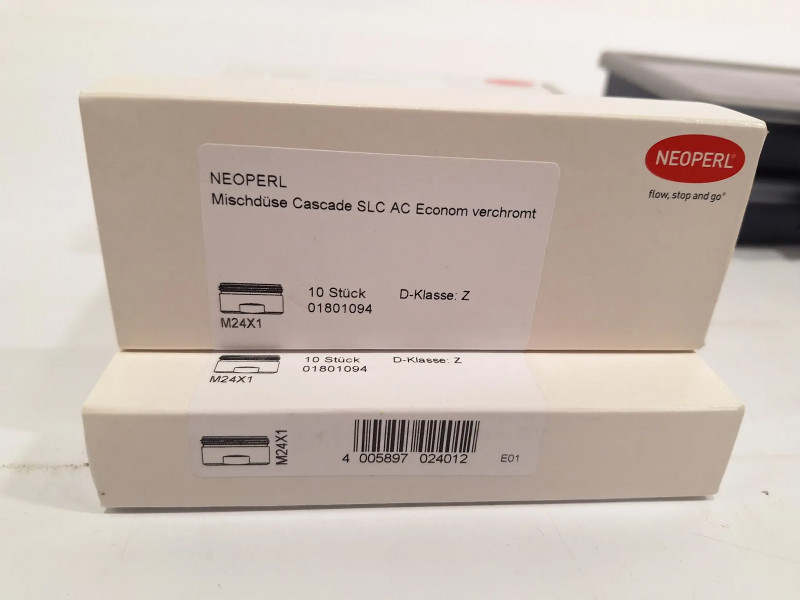 NEOPERL
flow, stop and go®
NEOPERL
Mischdüse Cascade SLC AC Econom verchromt
10 Stück D-Klasse: Z
01801094
M24X1
10 Stück D-Klasse: Z
01801094
M24X1
M24X1
4 005897 024012 E01